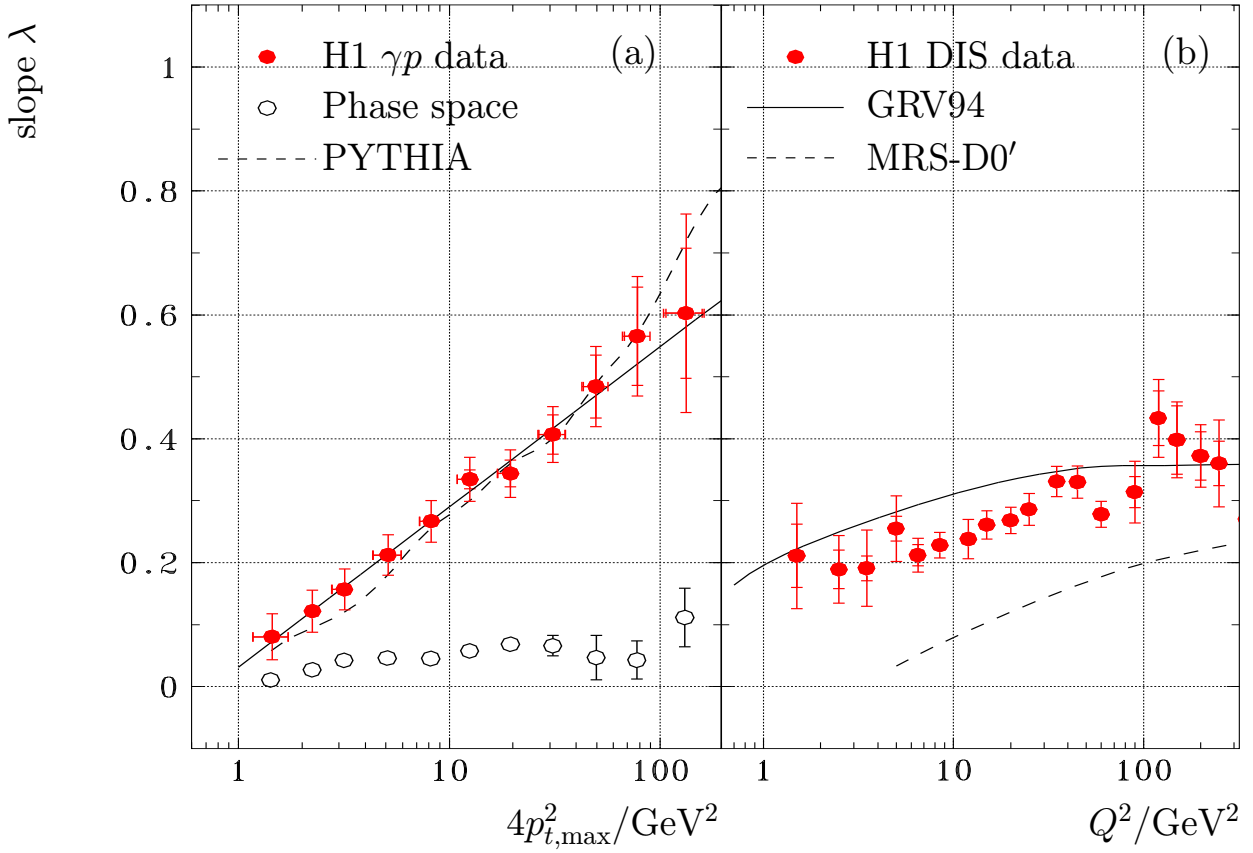 slope λ
H1 γp data (a)
Phase space
PYTHIA
H1 DIS data (b)
GRV94
MRS-D0′
1
0.8
0.6
0.4
0.2
0
1 10 100
1 10 100
4p²t,max/GeV²
Q²/GeV²